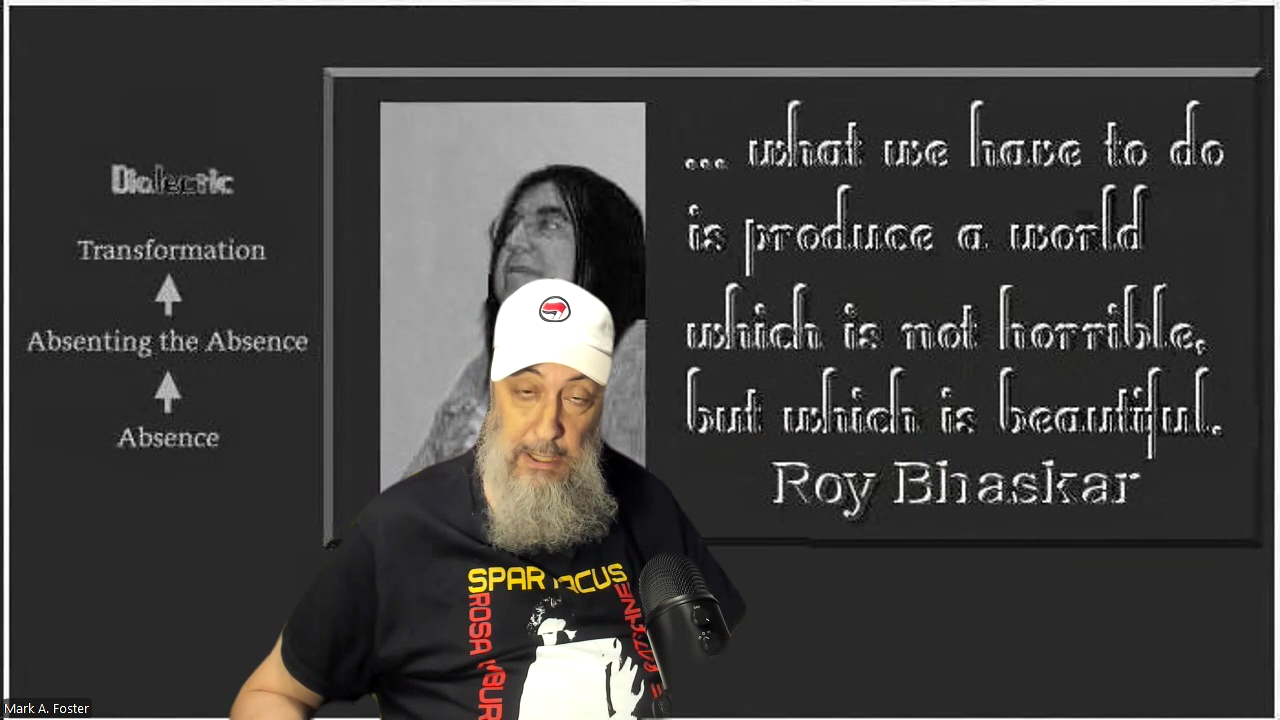 Dialectic
Transformation
Absenting the Absence
Absence
... what we have to do
is produce a world
which is not horrible,
but which is beautiful.
Roy Bhaskar
ROSA
Mark A. Foster